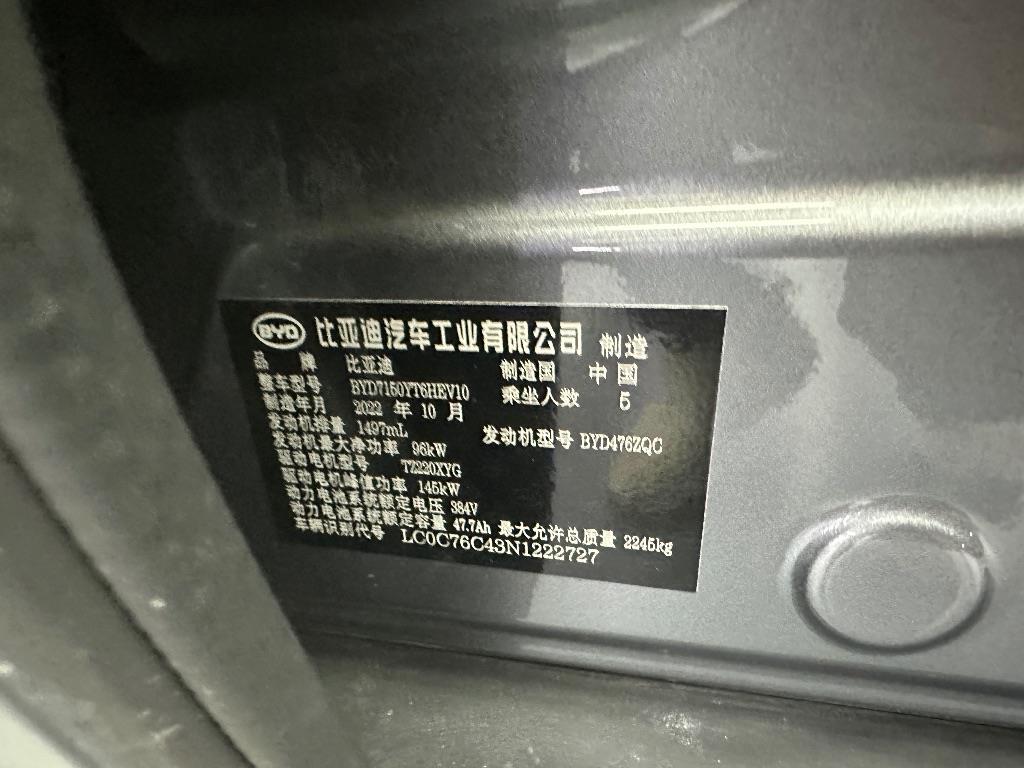 BYD 比亚迪汽车工业有限公司 制造
品 牌 比亚迪 制造国 中 国
整车型号 BYD7150YT6HEV10 乘坐人数 5
制造年月 2022 年 10 月
发动机排量 1497mL 发动机型号 BYD476ZQC
发动机最大净功率 96kW
驱动电机型号 TZ220XYG
驱动电机峰值功率 145kW
动力电池系统额定电压 384V
动力电池系统额定容量 47.7Ah 最大允许总质量 2245kg
车辆识别代号 LC0C76C43N1222727